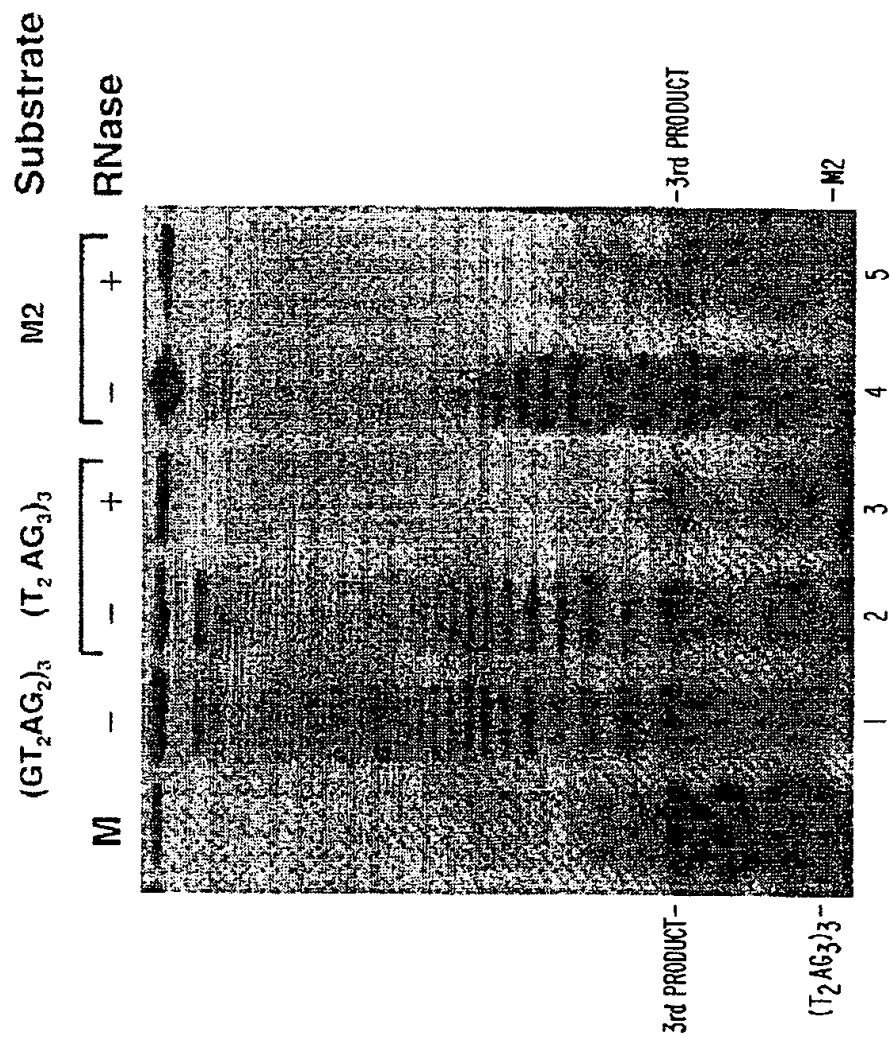 Substrate
(GT₂AG₂)₃ (T₂AG₃)₃ M2
RNase
M − − + − +
3rd PRODUCT− −3rd PRODUCT
(T₂AG₃)₃− −M2
1 2 3 4 5